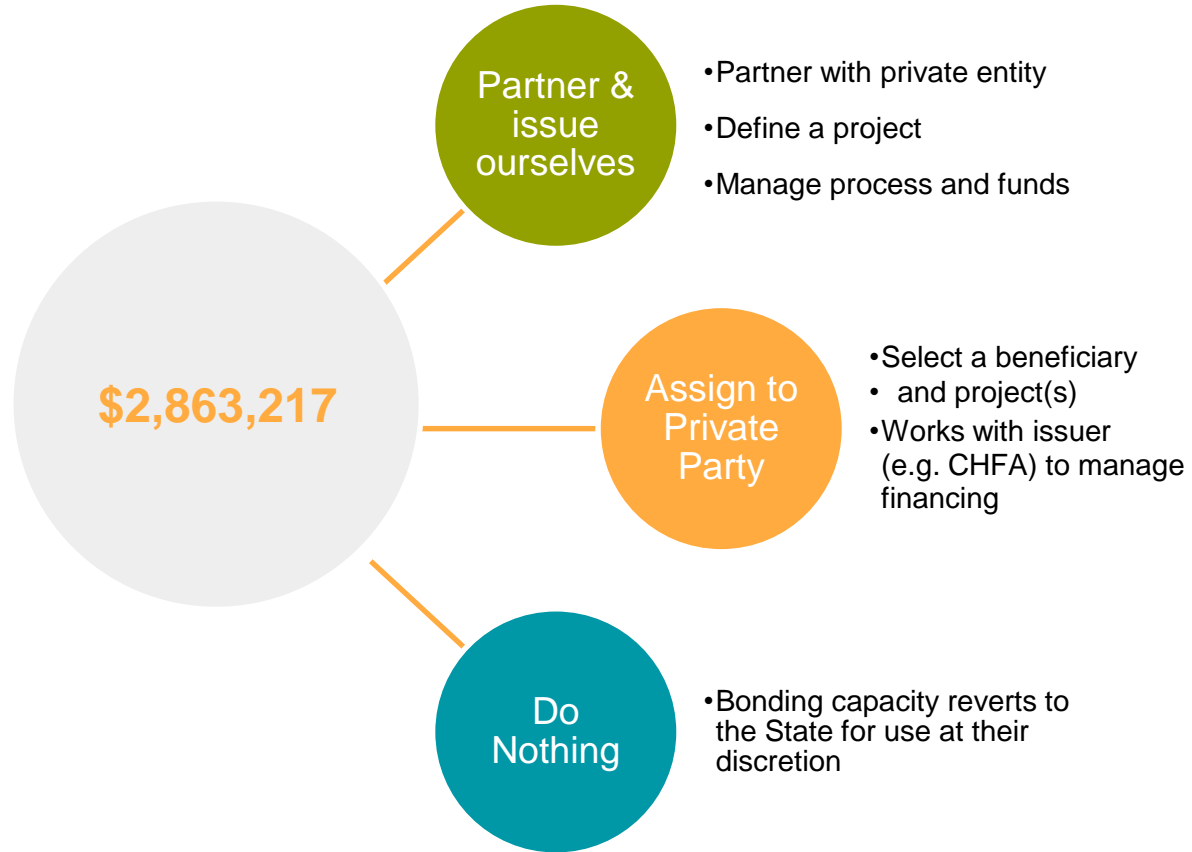 $2,863,217
Partner &
issue
ourselves
•Partner with private entity
•Define a project
•Manage process and funds
Assign to
Private
Party
•Select a beneficiary
• and project(s)
•Works with issuer
(e.g. CHFA) to manage
financing
Do
Nothing
•Bonding capacity reverts to
the State for use at their
discretion